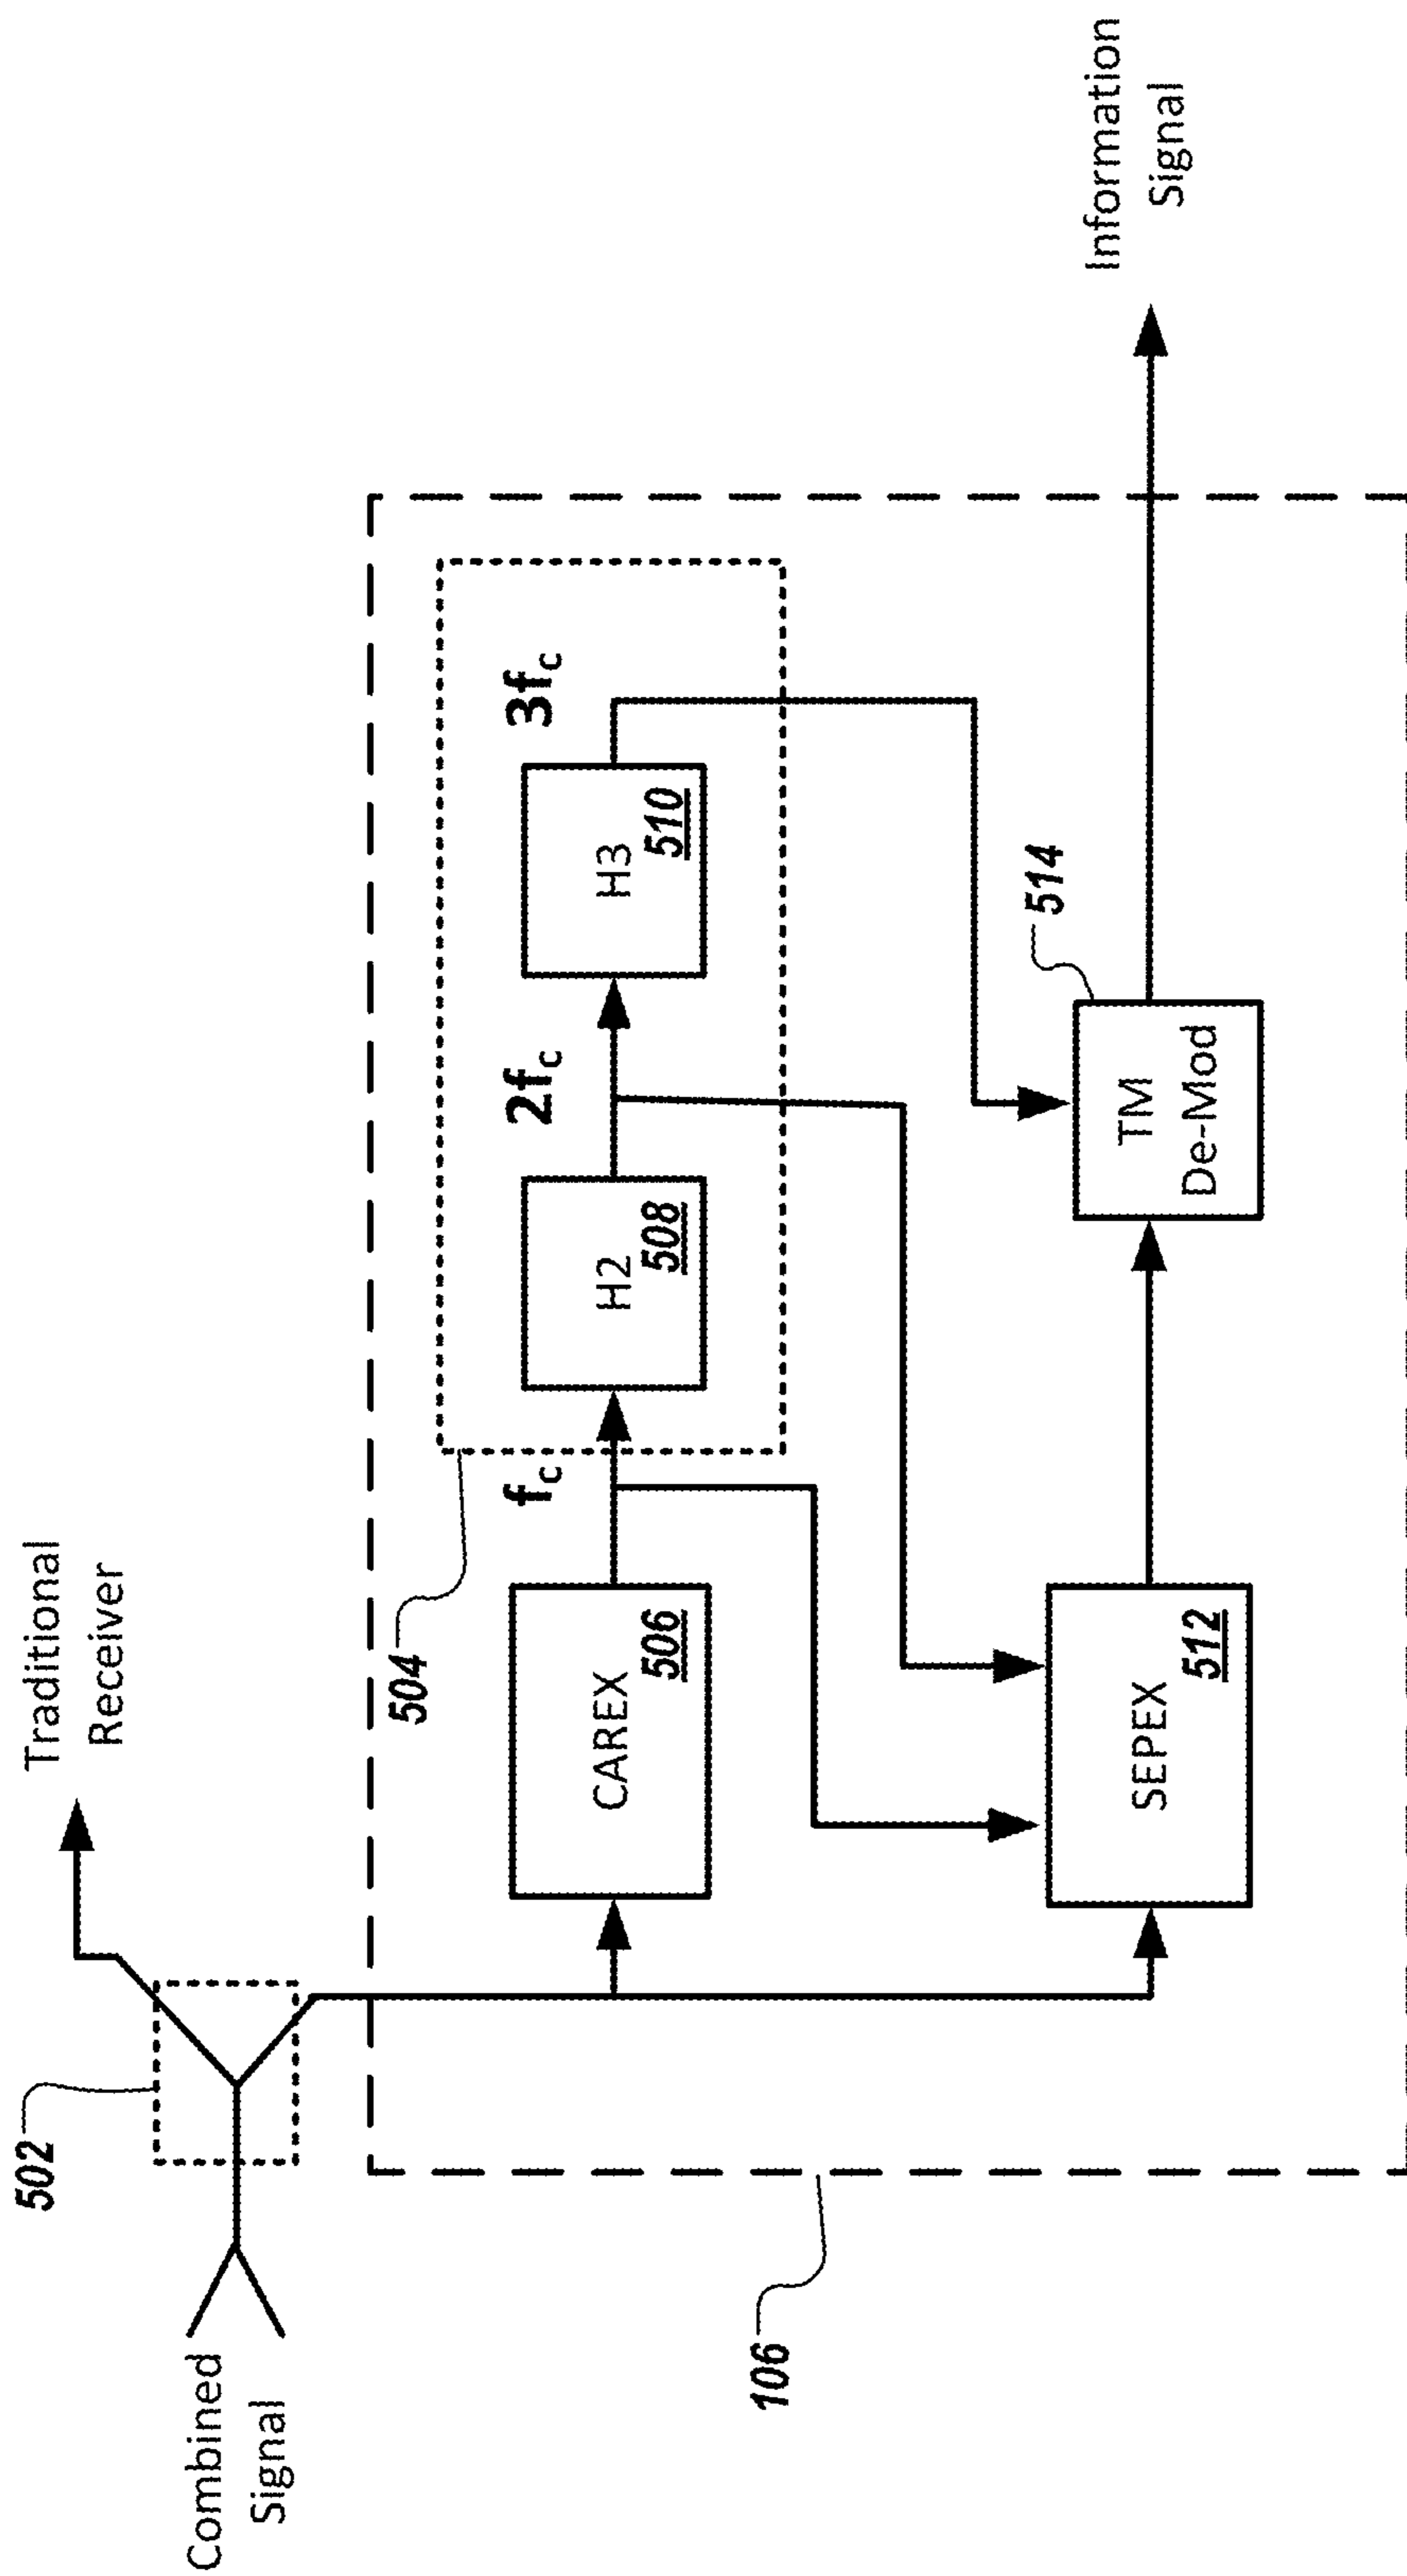 Traditional
Receiver
502
Combined
Signal
504
f_c
2f_c
3f_c
CAREX
506
H2
508
H3
510
106
SEPEX
512
TM
De-Mod
514
Information
Signal